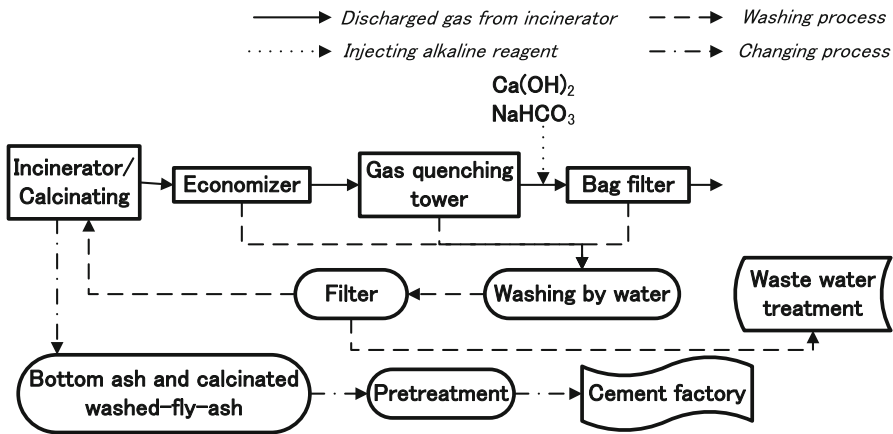 Discharged gas from incinerator
Washing process
Injecting alkaline reagent
Changing process
Ca(OH)₂
NaHCO₃
Incinerator/
Calcinating
Economizer
Gas quenching
tower
Bag filter
Filter
Washing by water
Waste water
treatment
Bottom ash and calcinated
washed-fly-ash
Pretreatment
Cement factory